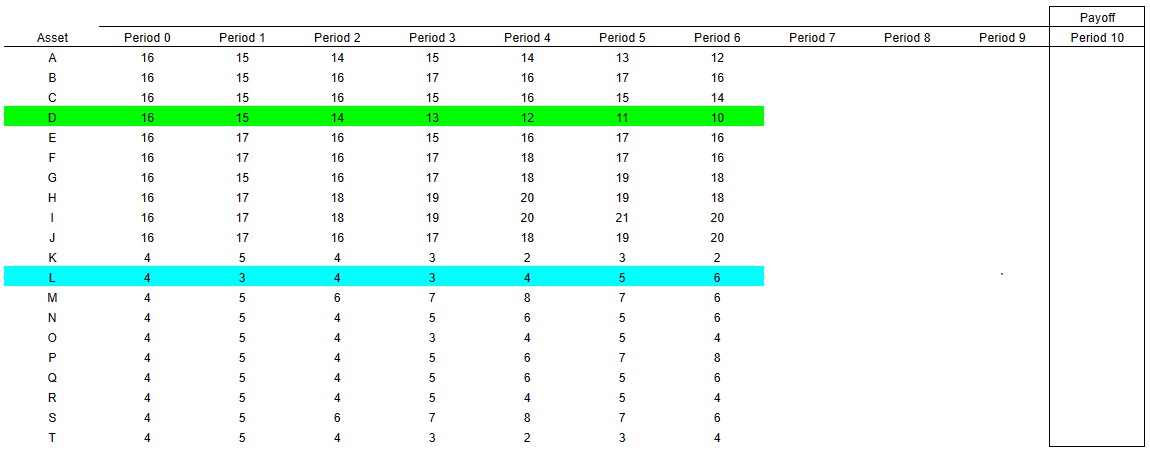 Payoff
Asset Period 0 Period 1 Period 2 Period 3 Period 4 Period 5 Period 6 Period 7 Period 8 Period 9 Period 10
A 16 15 14 15 14 13 12
B 16 15 16 17 16 17 16
C 16 15 16 15 16 15 14
D 16 15 14 13 12 11 10
E 16 17 16 15 16 17 16
F 16 17 16 17 18 17 16
G 16 15 16 17 18 19 18
H 16 17 18 19 20 19 18
I 16 17 18 19 20 21 20
J 16 17 16 17 18 19 20
K 4 5 4 3 2 3 2
L 4 3 4 3 4 5 6 `
M 4 5 6 7 8 7 6
N 4 5 4 5 6 5 6
O 4 5 4 3 4 5 4
P 4 5 4 5 6 7 8
Q 4 5 4 5 6 5 6
R 4 5 4 5 4 5 4
S 4 5 6 7 8 7 6
T 4 5 4 3 2 3 4